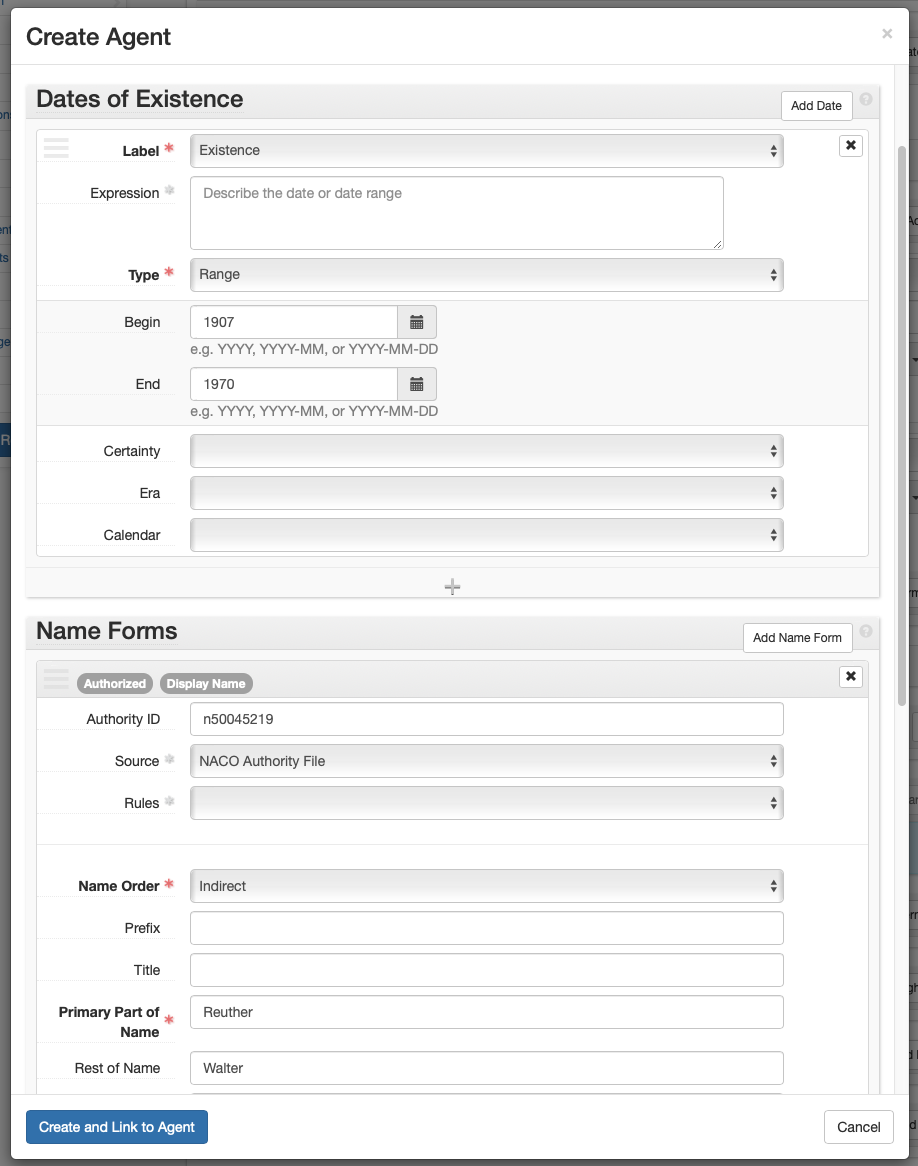 Create Agent ×
Dates of Existence Add Date ?
Label * Existence
Expression * Describe the date or date range
Type * Range
Begin 1907
e.g. YYYY, YYYY-MM, or YYYY-MM-DD
End 1970
e.g. YYYY, YYYY-MM, or YYYY-MM-DD
Certainty
Era
Calendar
+
Name Forms Add Name Form ?
Authorized Display Name
Authority ID n50045219
Source * NACO Authority File
Rules *
Name Order * Indirect
Prefix
Title
Primary Part of
Name * Reuther
Rest of Name Walter
Create and Link to Agent Cancel